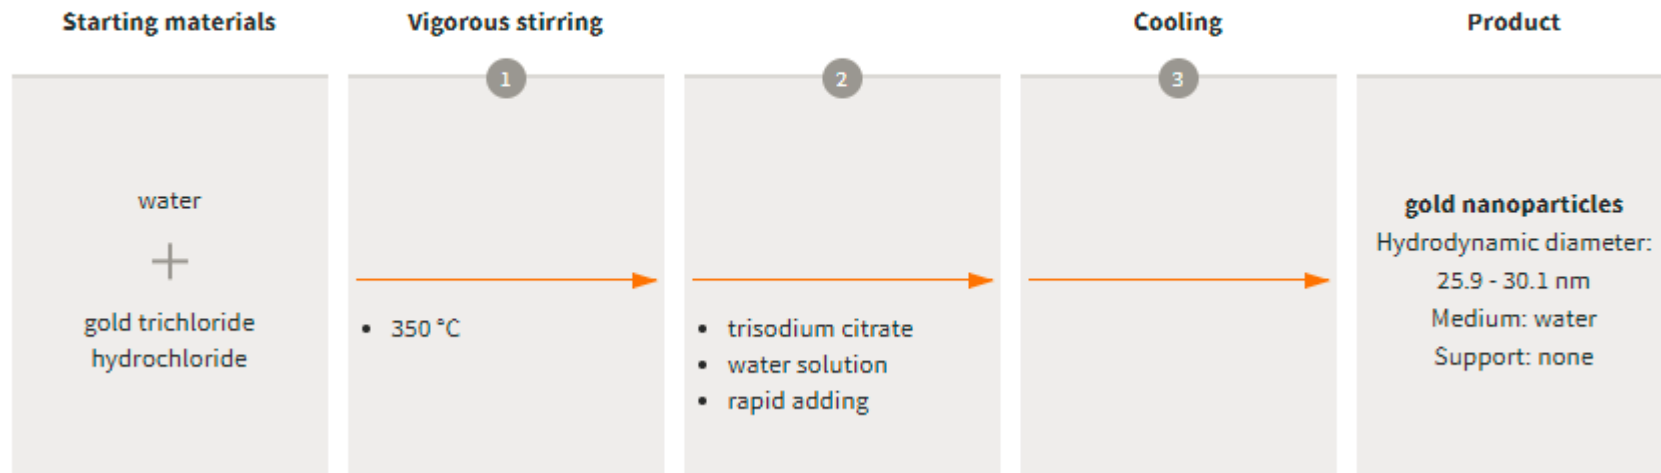 Starting materials
water
+
gold trichloride
hydrochloride
Vigorous stirring
1
• 350 °C
2
• trisodium citrate
• water solution
• rapid adding
Cooling
3
Product
gold nanoparticles
Hydrodynamic diameter:
25.9 - 30.1 nm
Medium: water
Support: none